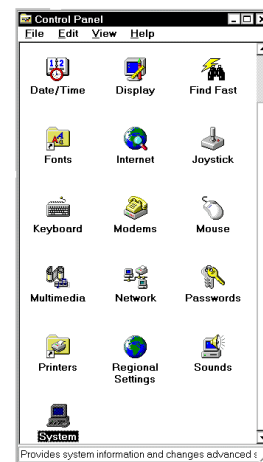 Control Panel
File Edit View Help
Date/Time Display Find Fast
Fonts Internet Joystick
Keyboard Modems Mouse
Multimedia Network Passwords
Printers Regional Settings Sounds
System
Provides system information and changes advanced s